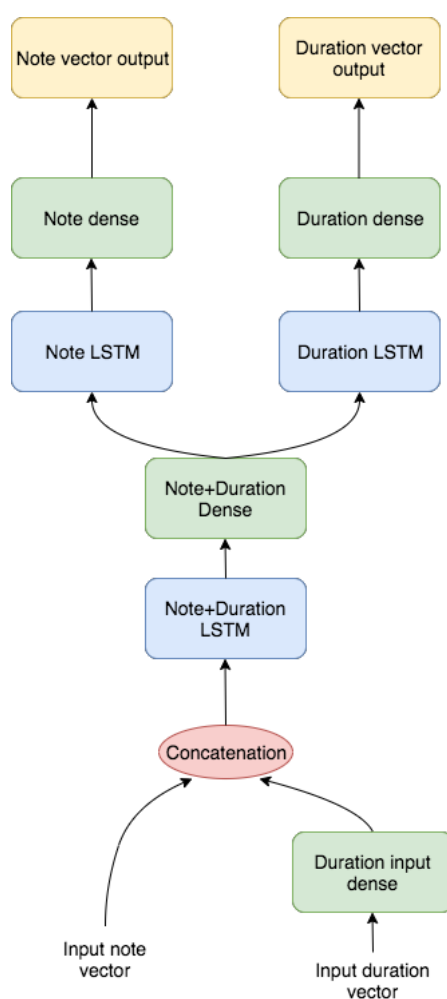 Note vector output
Duration vector
output
Note dense
Duration dense
Note LSTM
Duration LSTM
Note+Duration
Dense
Note+Duration
LSTM
Concatenation
Duration input
dense
Input note
vector
Input duration
vector